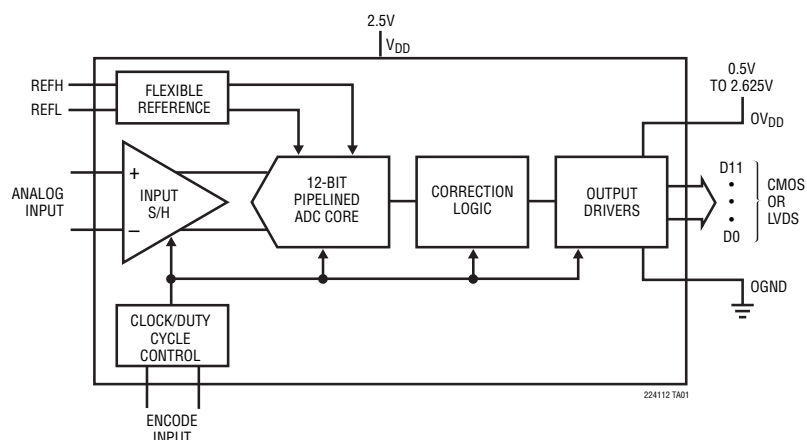 2.5V
VDD
0.5V
TO 2.625V
OVDD
REFH
REFL
FLEXIBLE
REFERENCE
ANALOG
INPUT
+
–
INPUT
S/H
12-BIT
PIPELINED
ADC CORE
CORRECTION
LOGIC
OUTPUT
DRIVERS
D11
•
•
•
D0
CMOS
OR
LVDS
OGND
CLOCK/DUTY
CYCLE
CONTROL
224112 TA01
ENCODE
INPUT